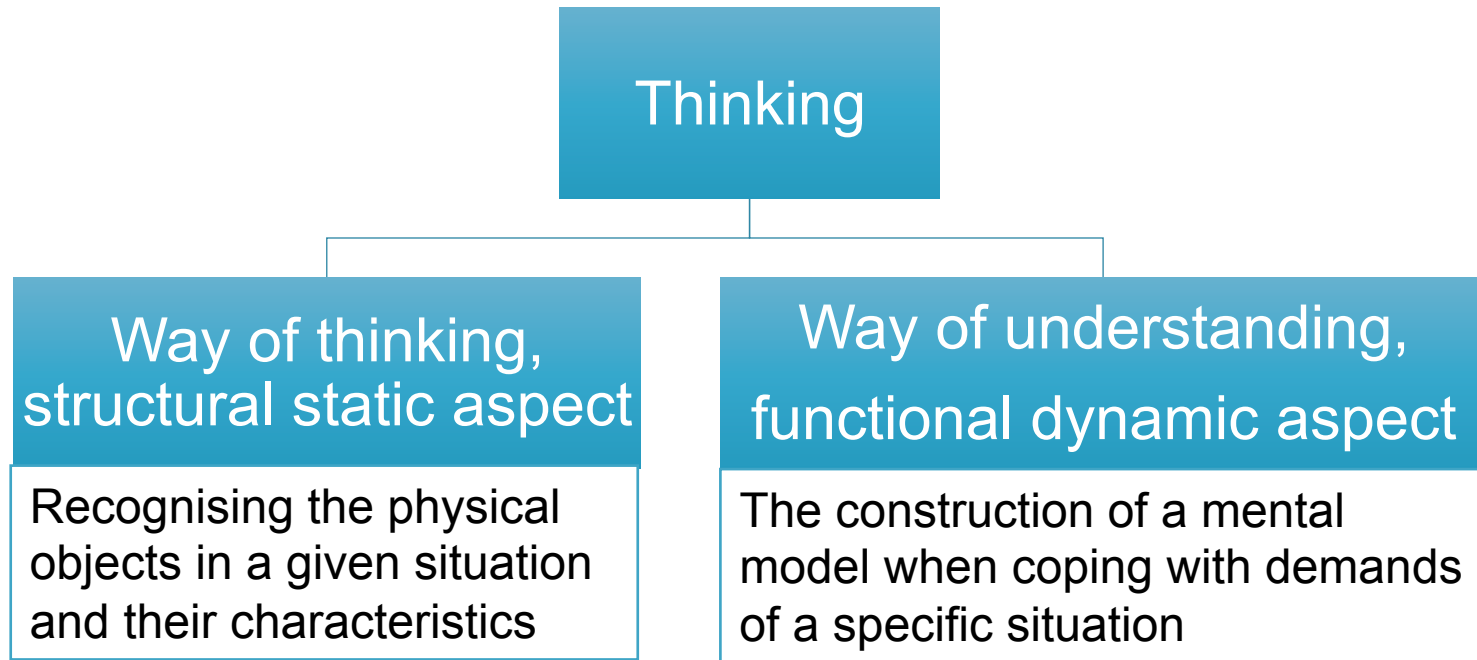 Thinking
Way of thinking,
structural static aspect
Recognising the physical
objects in a given situation
and their characteristics
Way of understanding,
functional dynamic aspect
The construction of a mental
model when coping with demands
of a specific situation